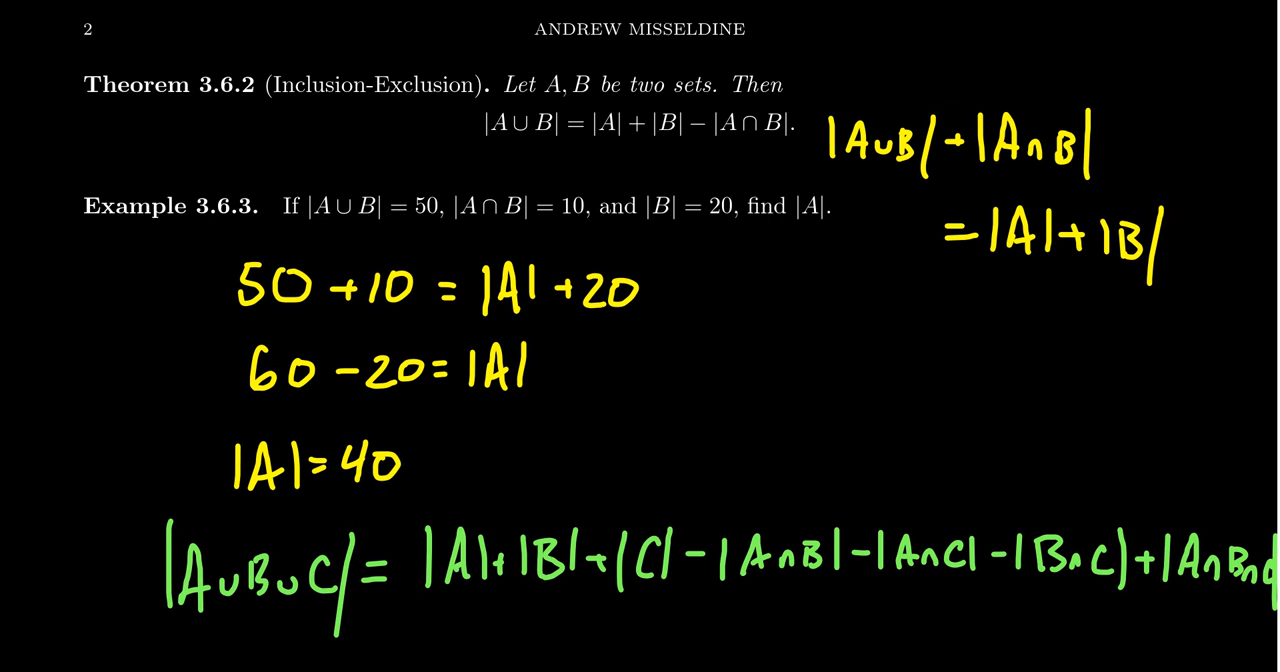 2 ANDREW MISSELDINE
Theorem 3.6.2 (Inclusion-Exclusion). Let A, B be two sets. Then
|A ∪ B| = |A| + |B| − |A ∩ B|.
|A∪B| + |A∩B|
= |A| + |B|
Example 3.6.3. If |A ∪ B| = 50, |A ∩ B| = 10, and |B| = 20, find |A|.
50 + 10 = |A| + 20
60 − 20 = |A|
|A| = 40
|A∪B∪C| = |A| + |B| + |C| − |A∩B| − |A∩C| − |B∩C| + |A∩B∩C|